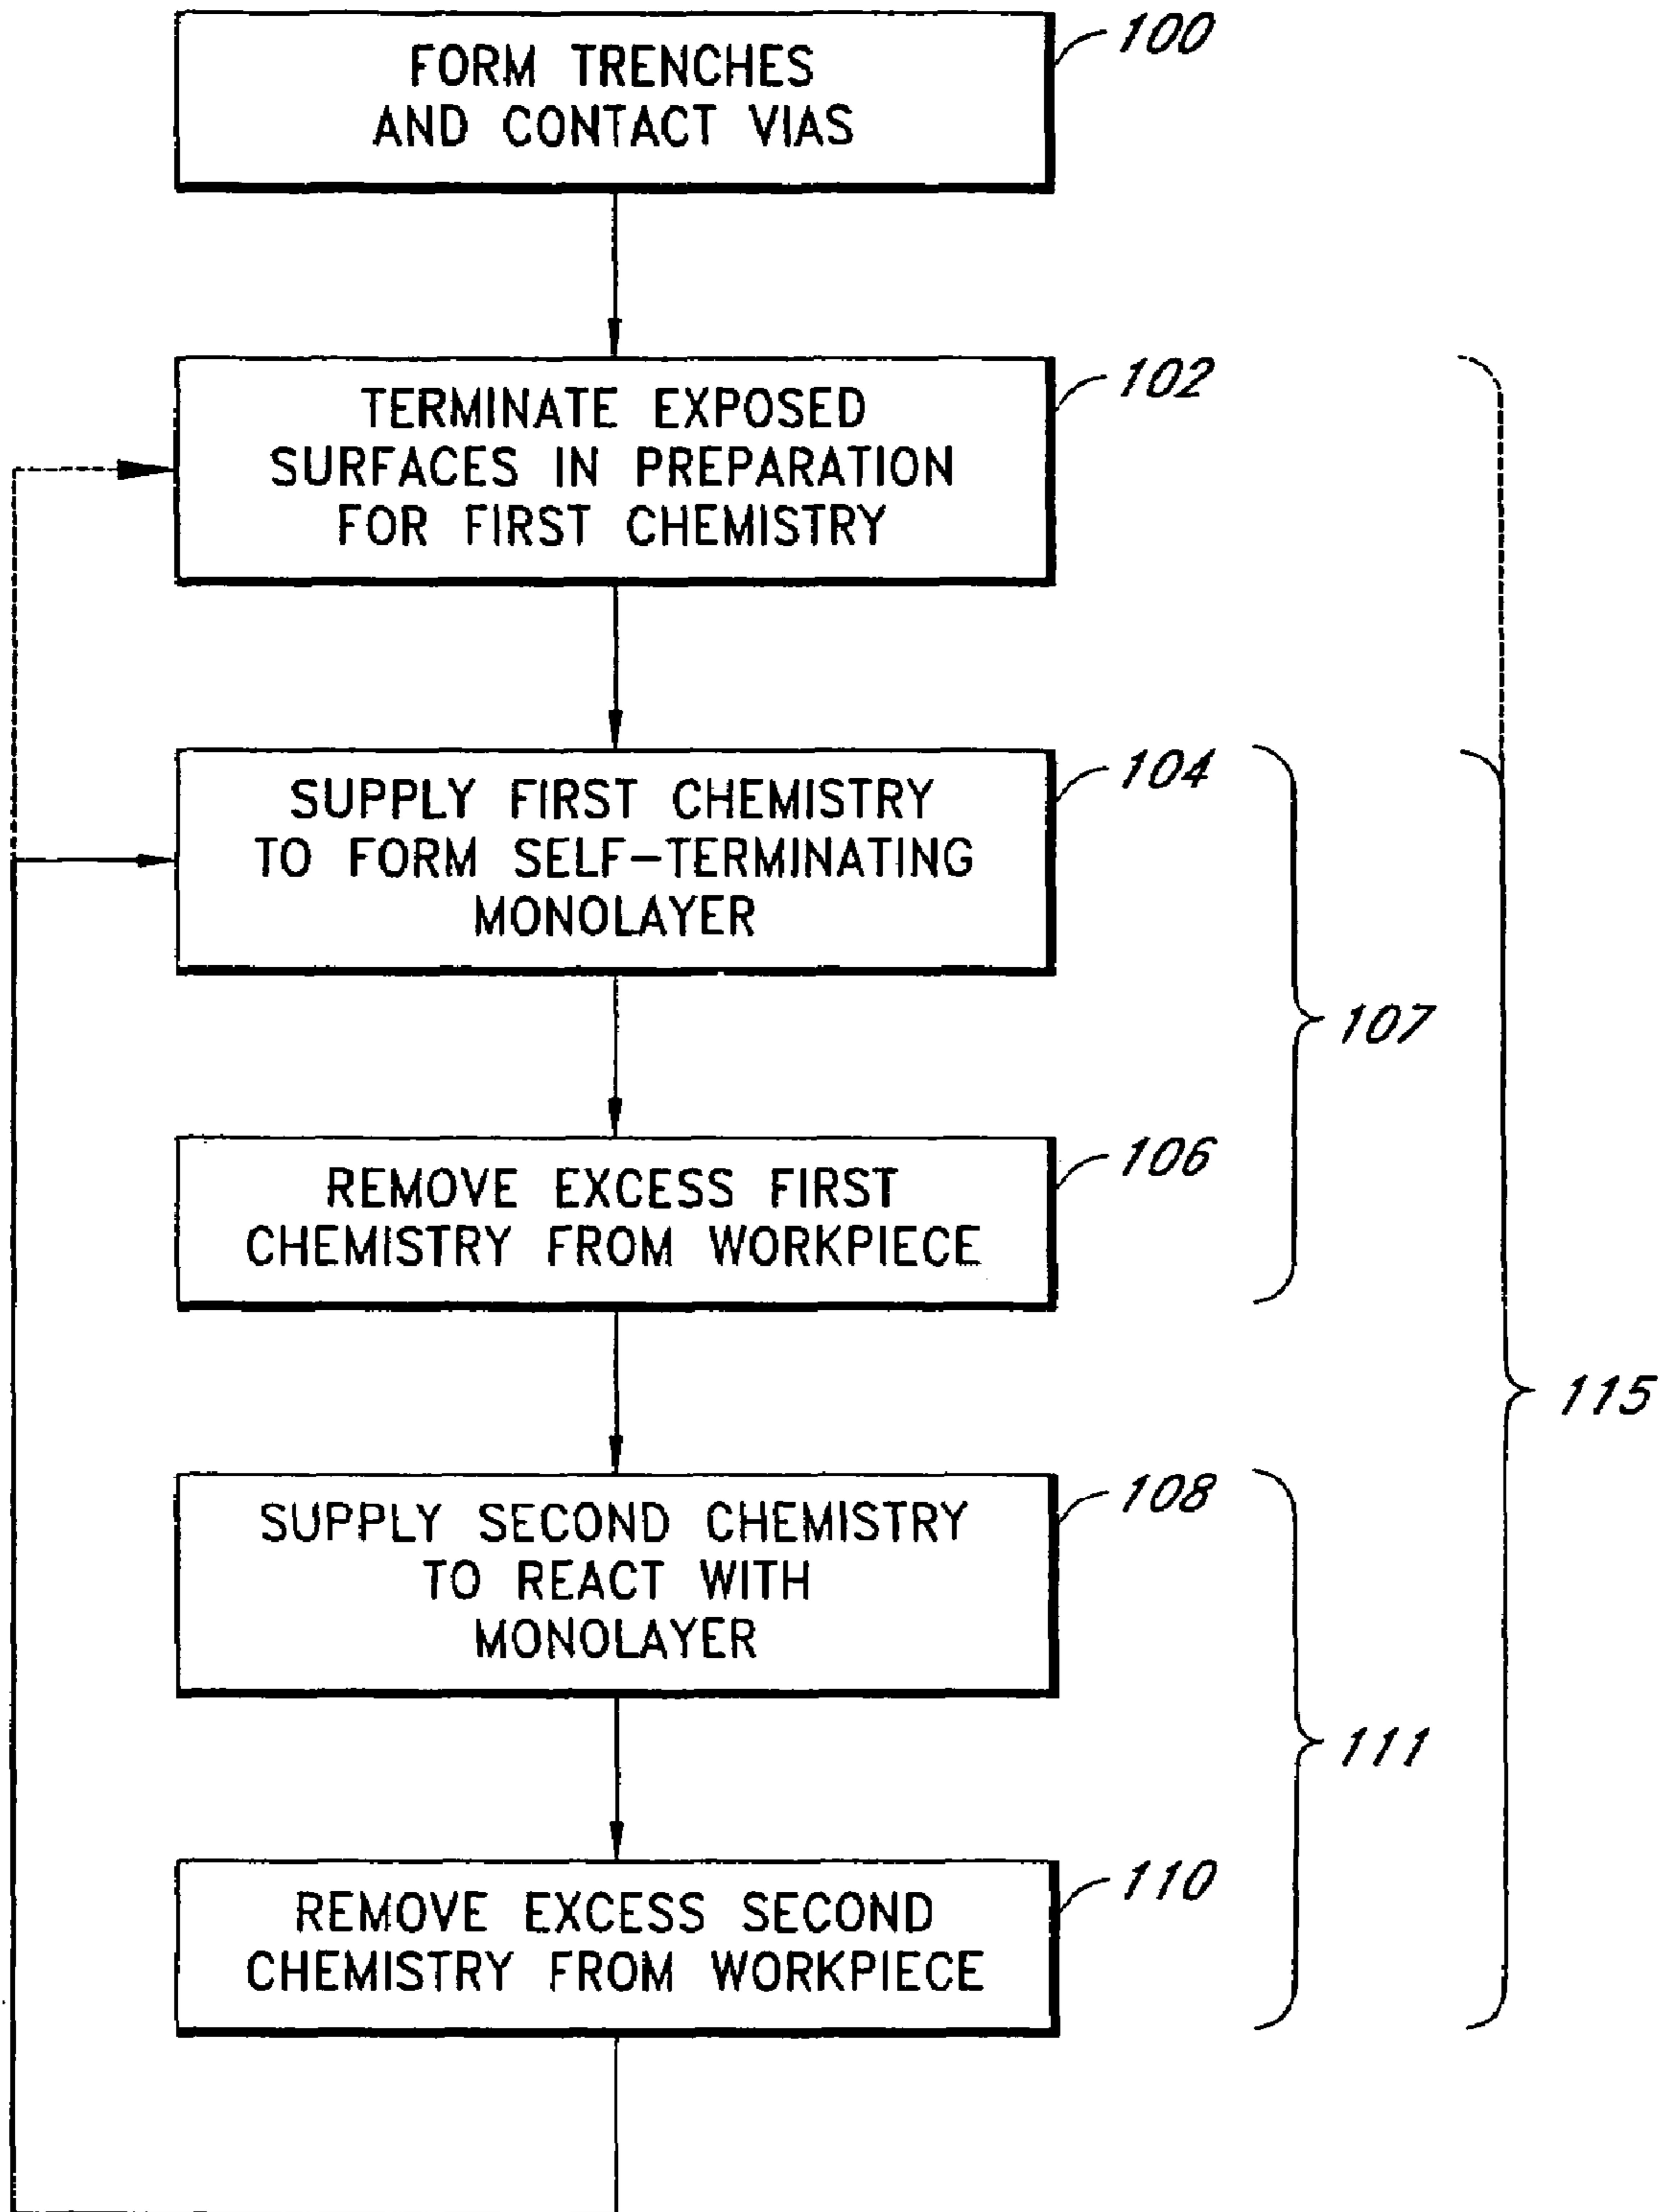 FORM TRENCHES
AND CONTACT VIAS
100
TERMINATE EXPOSED
SURFACES IN PREPARATION
FOR FIRST CHEMISTRY
102
SUPPLY FIRST CHEMISTRY
TO FORM SELF-TERMINATING
MONOLAYER
104
107
REMOVE EXCESS FIRST
CHEMISTRY FROM WORKPIECE
106
115
SUPPLY SECOND CHEMISTRY
TO REACT WITH
MONOLAYER
108
111
REMOVE EXCESS SECOND
CHEMISTRY FROM WORKPIECE
110